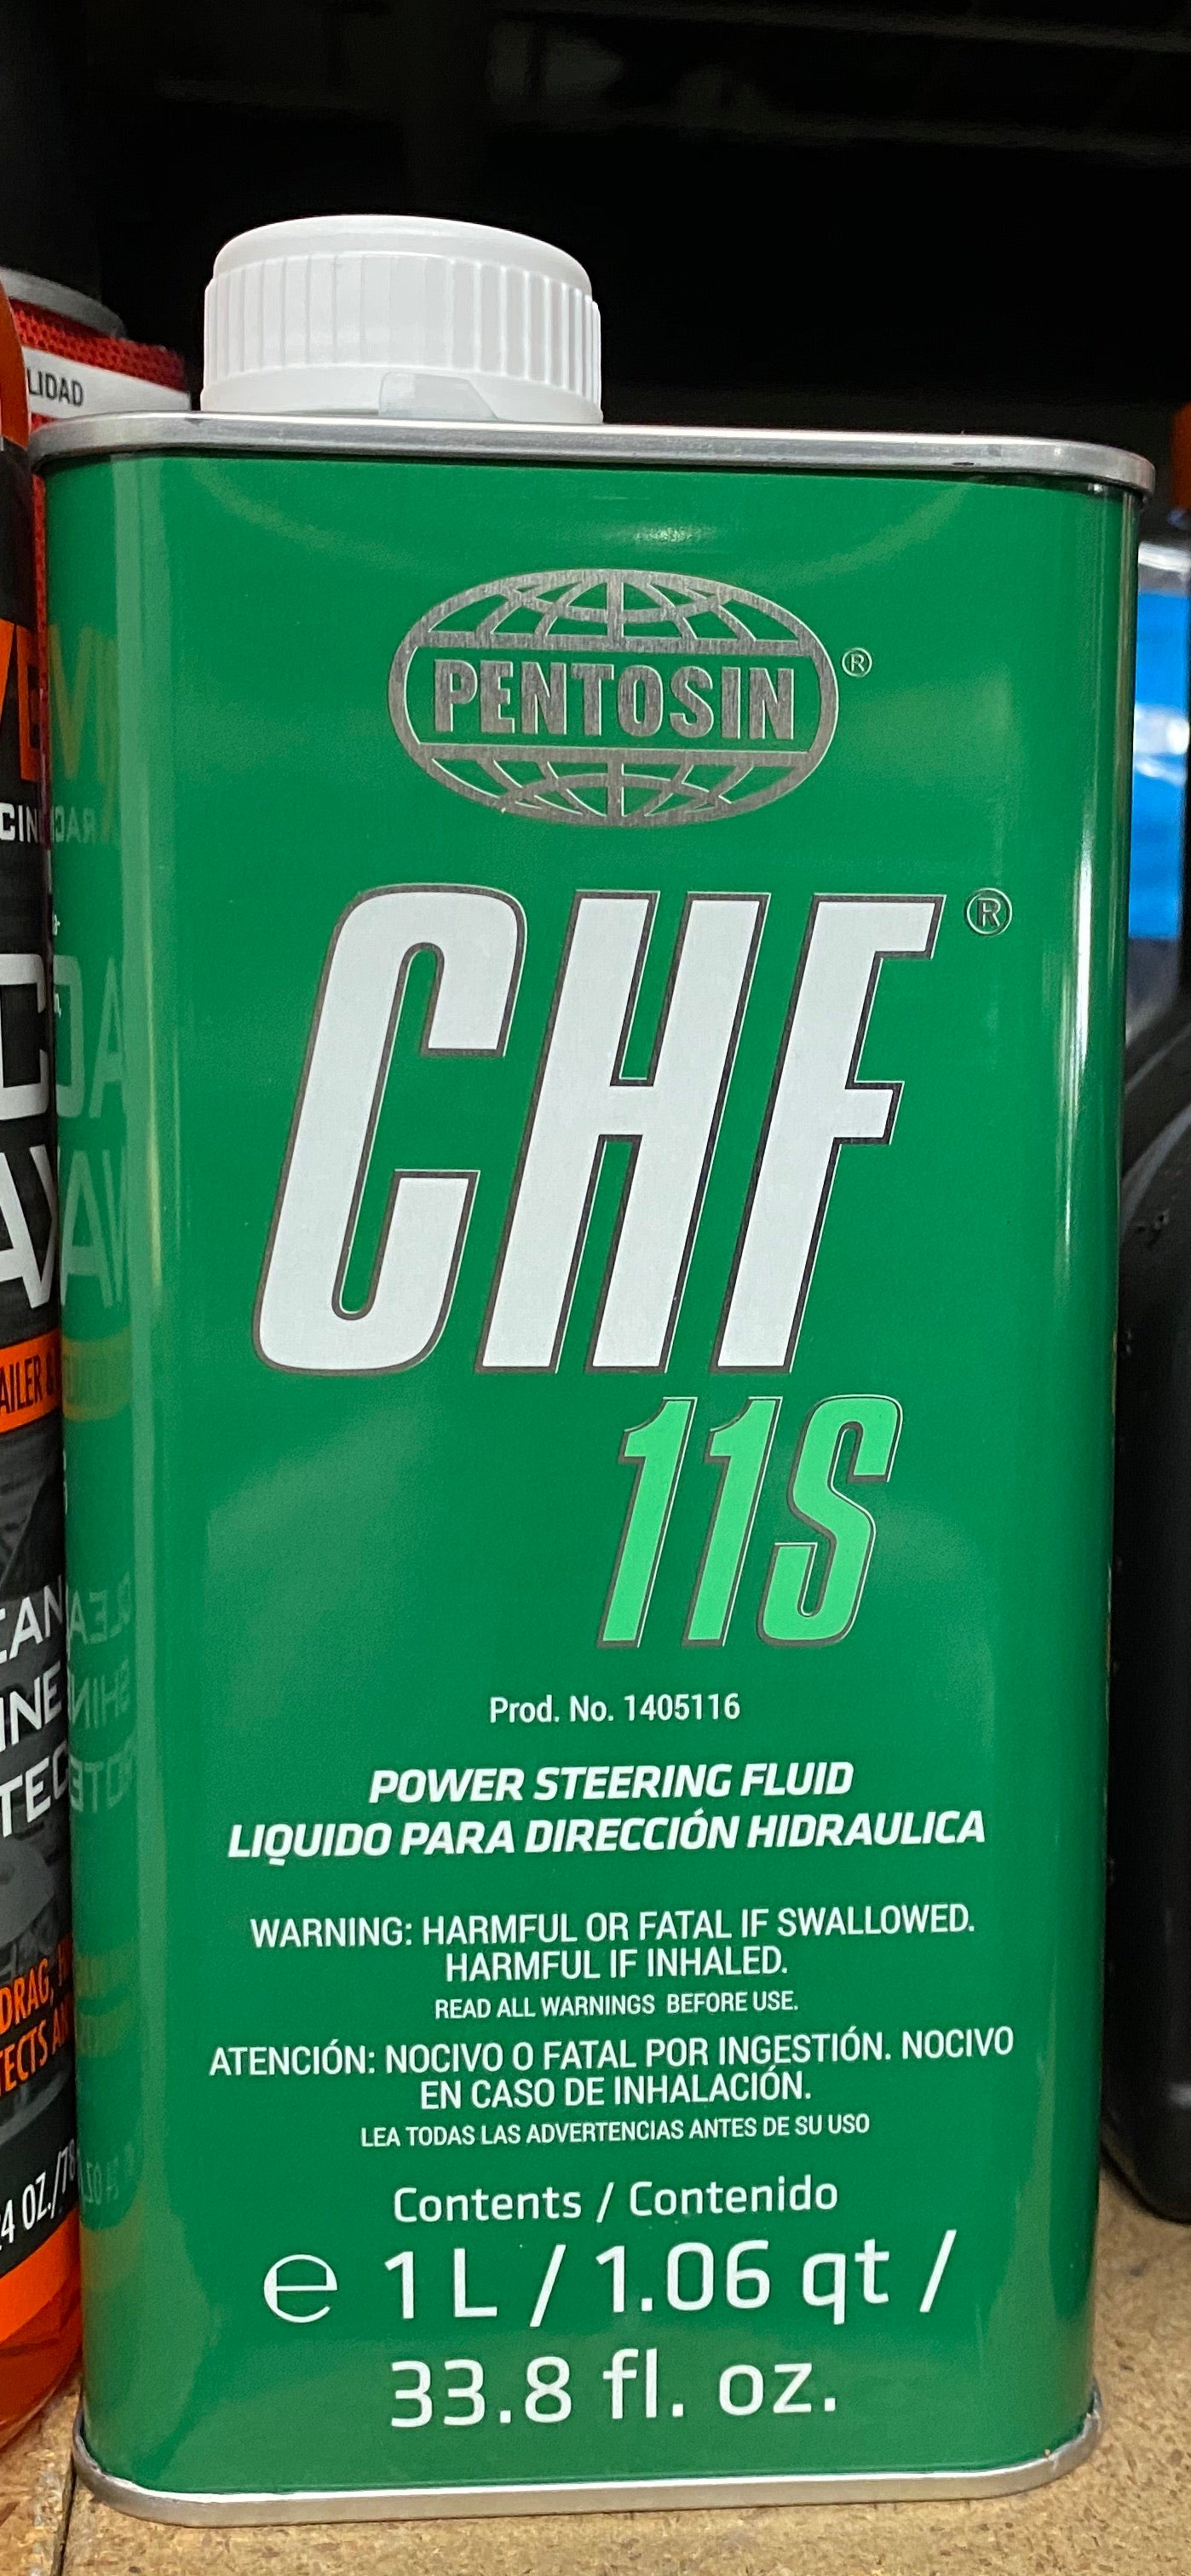 PENTOSIN®
CHF®
11S
Prod. No. 1405116
POWER STEERING FLUID
LIQUIDO PARA DIRECCIÓN HIDRAULICA
WARNING: HARMFUL OR FATAL IF SWALLOWED.
HARMFUL IF INHALED.
READ ALL WARNINGS BEFORE USE.
ATENCIÓN: NOCIVO O FATAL POR INGESTIÓN. NOCIVO
EN CASO DE INHALACIÓN.
LEA TODAS LAS ADVERTENCIAS ANTES DE SU USO
Contents / Contenido
℮ 1 L / 1.06 qt /
33.8 fl. oz.